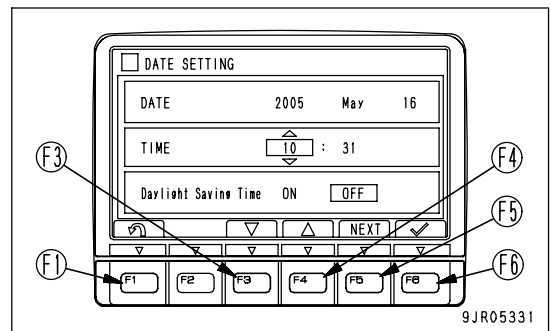 DATE SETTING
DATE 2005 May 16
TIME 10 : 31
Daylight Saving Time ON OFF
NEXT
F3
F4
F5
F1
F6
F1 F2 F3 F4 F5 F6
9JR05331